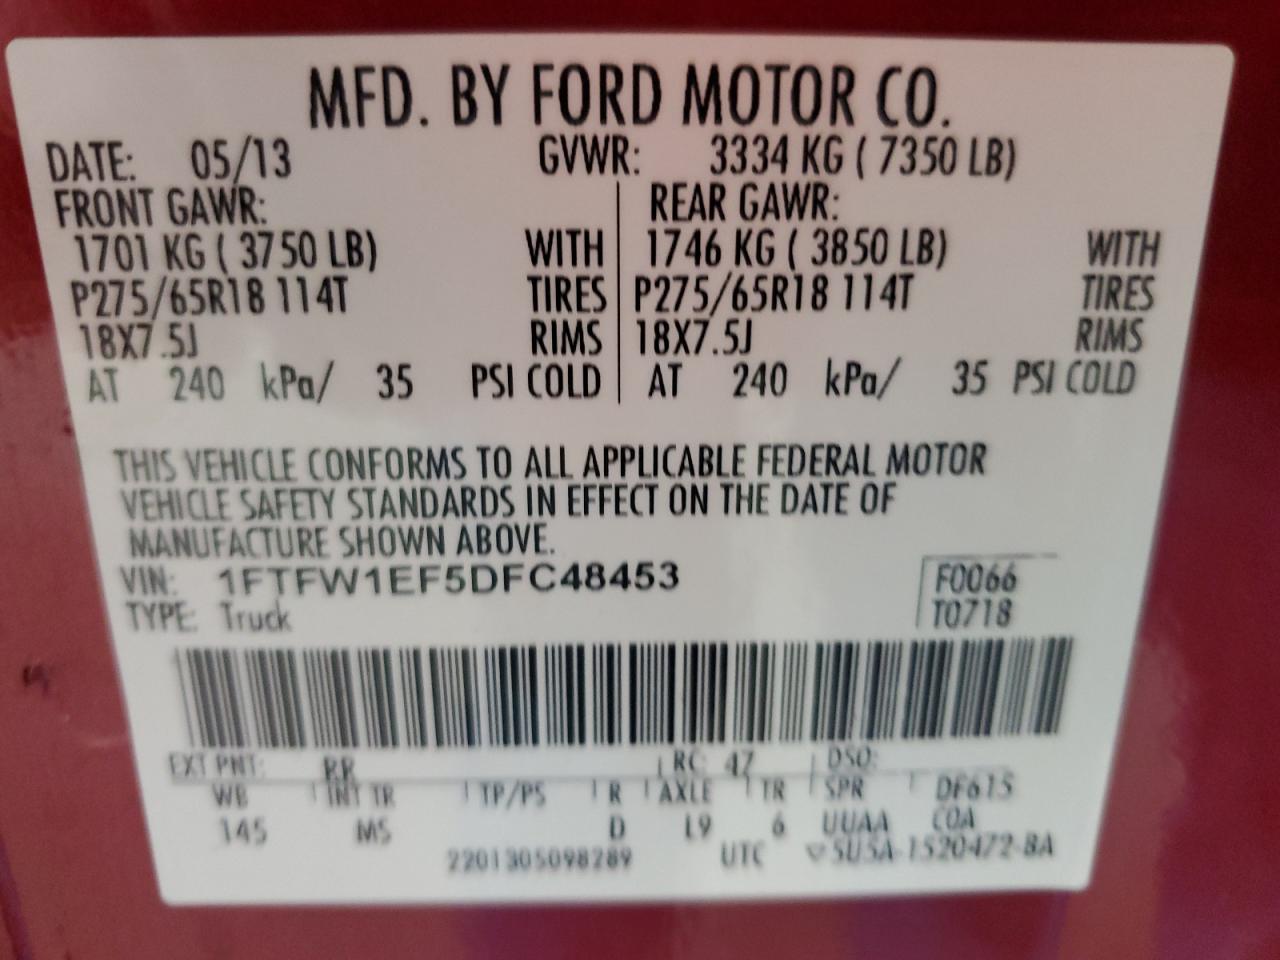 MFD. BY FORD MOTOR CO.
DATE: 05/13 GVWR: 3334 KG ( 7350 LB)
FRONT GAWR: REAR GAWR:
1701 KG ( 3750 LB) WITH 1746 KG ( 3850 LB) WITH
P275/65R18 114T TIRES P275/65R18 114T TIRES
18X7.5J RIMS 18X7.5J RIMS
AT 240 kPa/ 35 PSI COLD AT 240 kPa/ 35 PSI COLD
THIS VEHICLE CONFORMS TO ALL APPLICABLE FEDERAL MOTOR
VEHICLE SAFETY STANDARDS IN EFFECT ON THE DATE OF
MANUFACTURE SHOWN ABOVE.
VIN: 1FTFW1EF5DFC48453 F0066
TYPE: Truck T0718
EXT PNT: RR RC: 47 DSO:
WB INT TR TP/PS R AXLE TR SPR DF615
145 MS D L9 6 UUAA COA
2201305098289 UTC ▽5U5A-1520472-BA